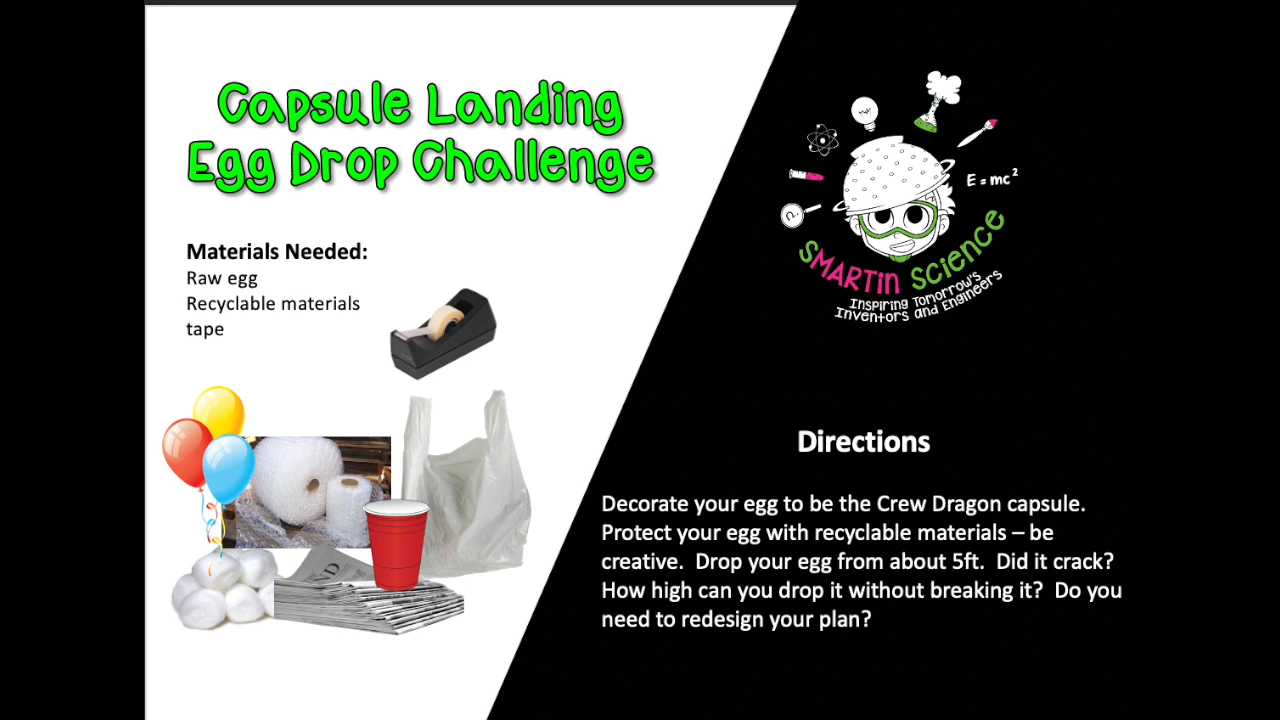 Capsule Landing
Egg Drop Challenge
Materials Needed:
Raw egg
Recyclable materials
tape
ND
?
E = mc²
SMARTin Science
Inspiring Tomorrow's
Inventors and Engineers
Directions
Decorate your egg to be the Crew Dragon capsule.
Protect your egg with recyclable materials – be
creative.  Drop your egg from about 5ft.  Did it crack?
How high can you drop it without breaking it?  Do you
need to redesign your plan?